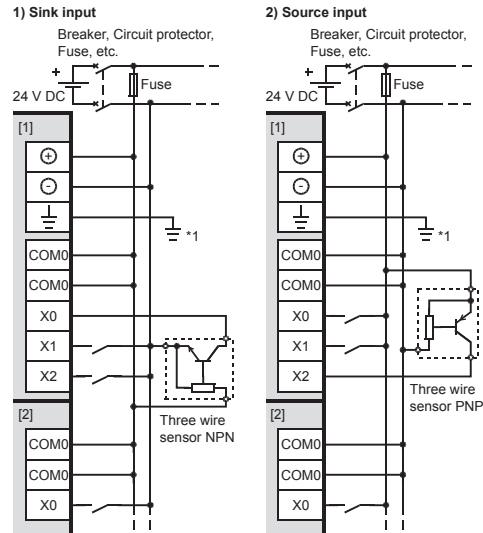 1) Sink input
Breaker, Circuit protector,
Fuse, etc.
+
Fuse
24 V DC
[1]
+
-
*1
COM0
COM0
X0
X1
X2
Three wire
sensor NPN
[2]
COM0
COM0
X0
2) Source input
Breaker, Circuit protector,
Fuse, etc.
+
Fuse
24 V DC
[1]
+
-
*1
COM0
COM0
X0
X1
X2
Three wire
sensor PNP
[2]
COM0
COM0
X0